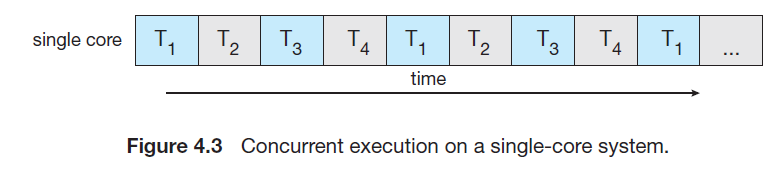 single core T1 T2 T3 T4 T1 T2 T3 T4 T1 ...
time
Figure 4.3 Concurrent execution on a single-core system.